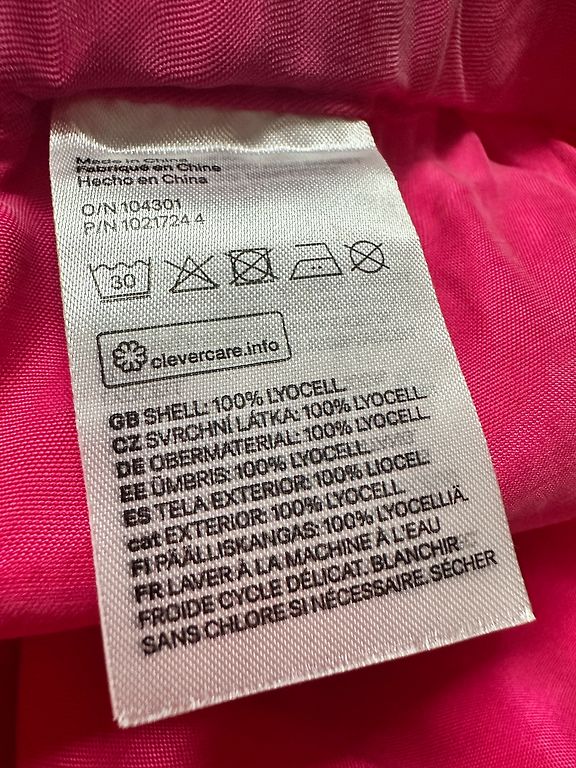 Made in China
Fabriqué en Chine
Hecho en China
O/N 104301
P/N 1021724 4
30
clevercare.info
GB SHELL: 100% LYOCELL.
CZ SVRCHNÍ LÁTKA: 100% LYOCELL.
DE OBERMATERIAL: 100% LYOCELL.
EE ÜMBRIS: 100% LYOCELL.
ES TELA EXTERIOR: 100% LIOCEL
cat EXTERIOR: 100% LYOCELL.
FI PÄÄLLISKANGAS: 100% LYOCELLIÄ.
FR LAVER À LA MACHINE À L'EAU
FROIDE CYCLE DÉLICAT. BLANCHIR
SANS CHLORE.SI NÉCESSAIRE. SÉCHER